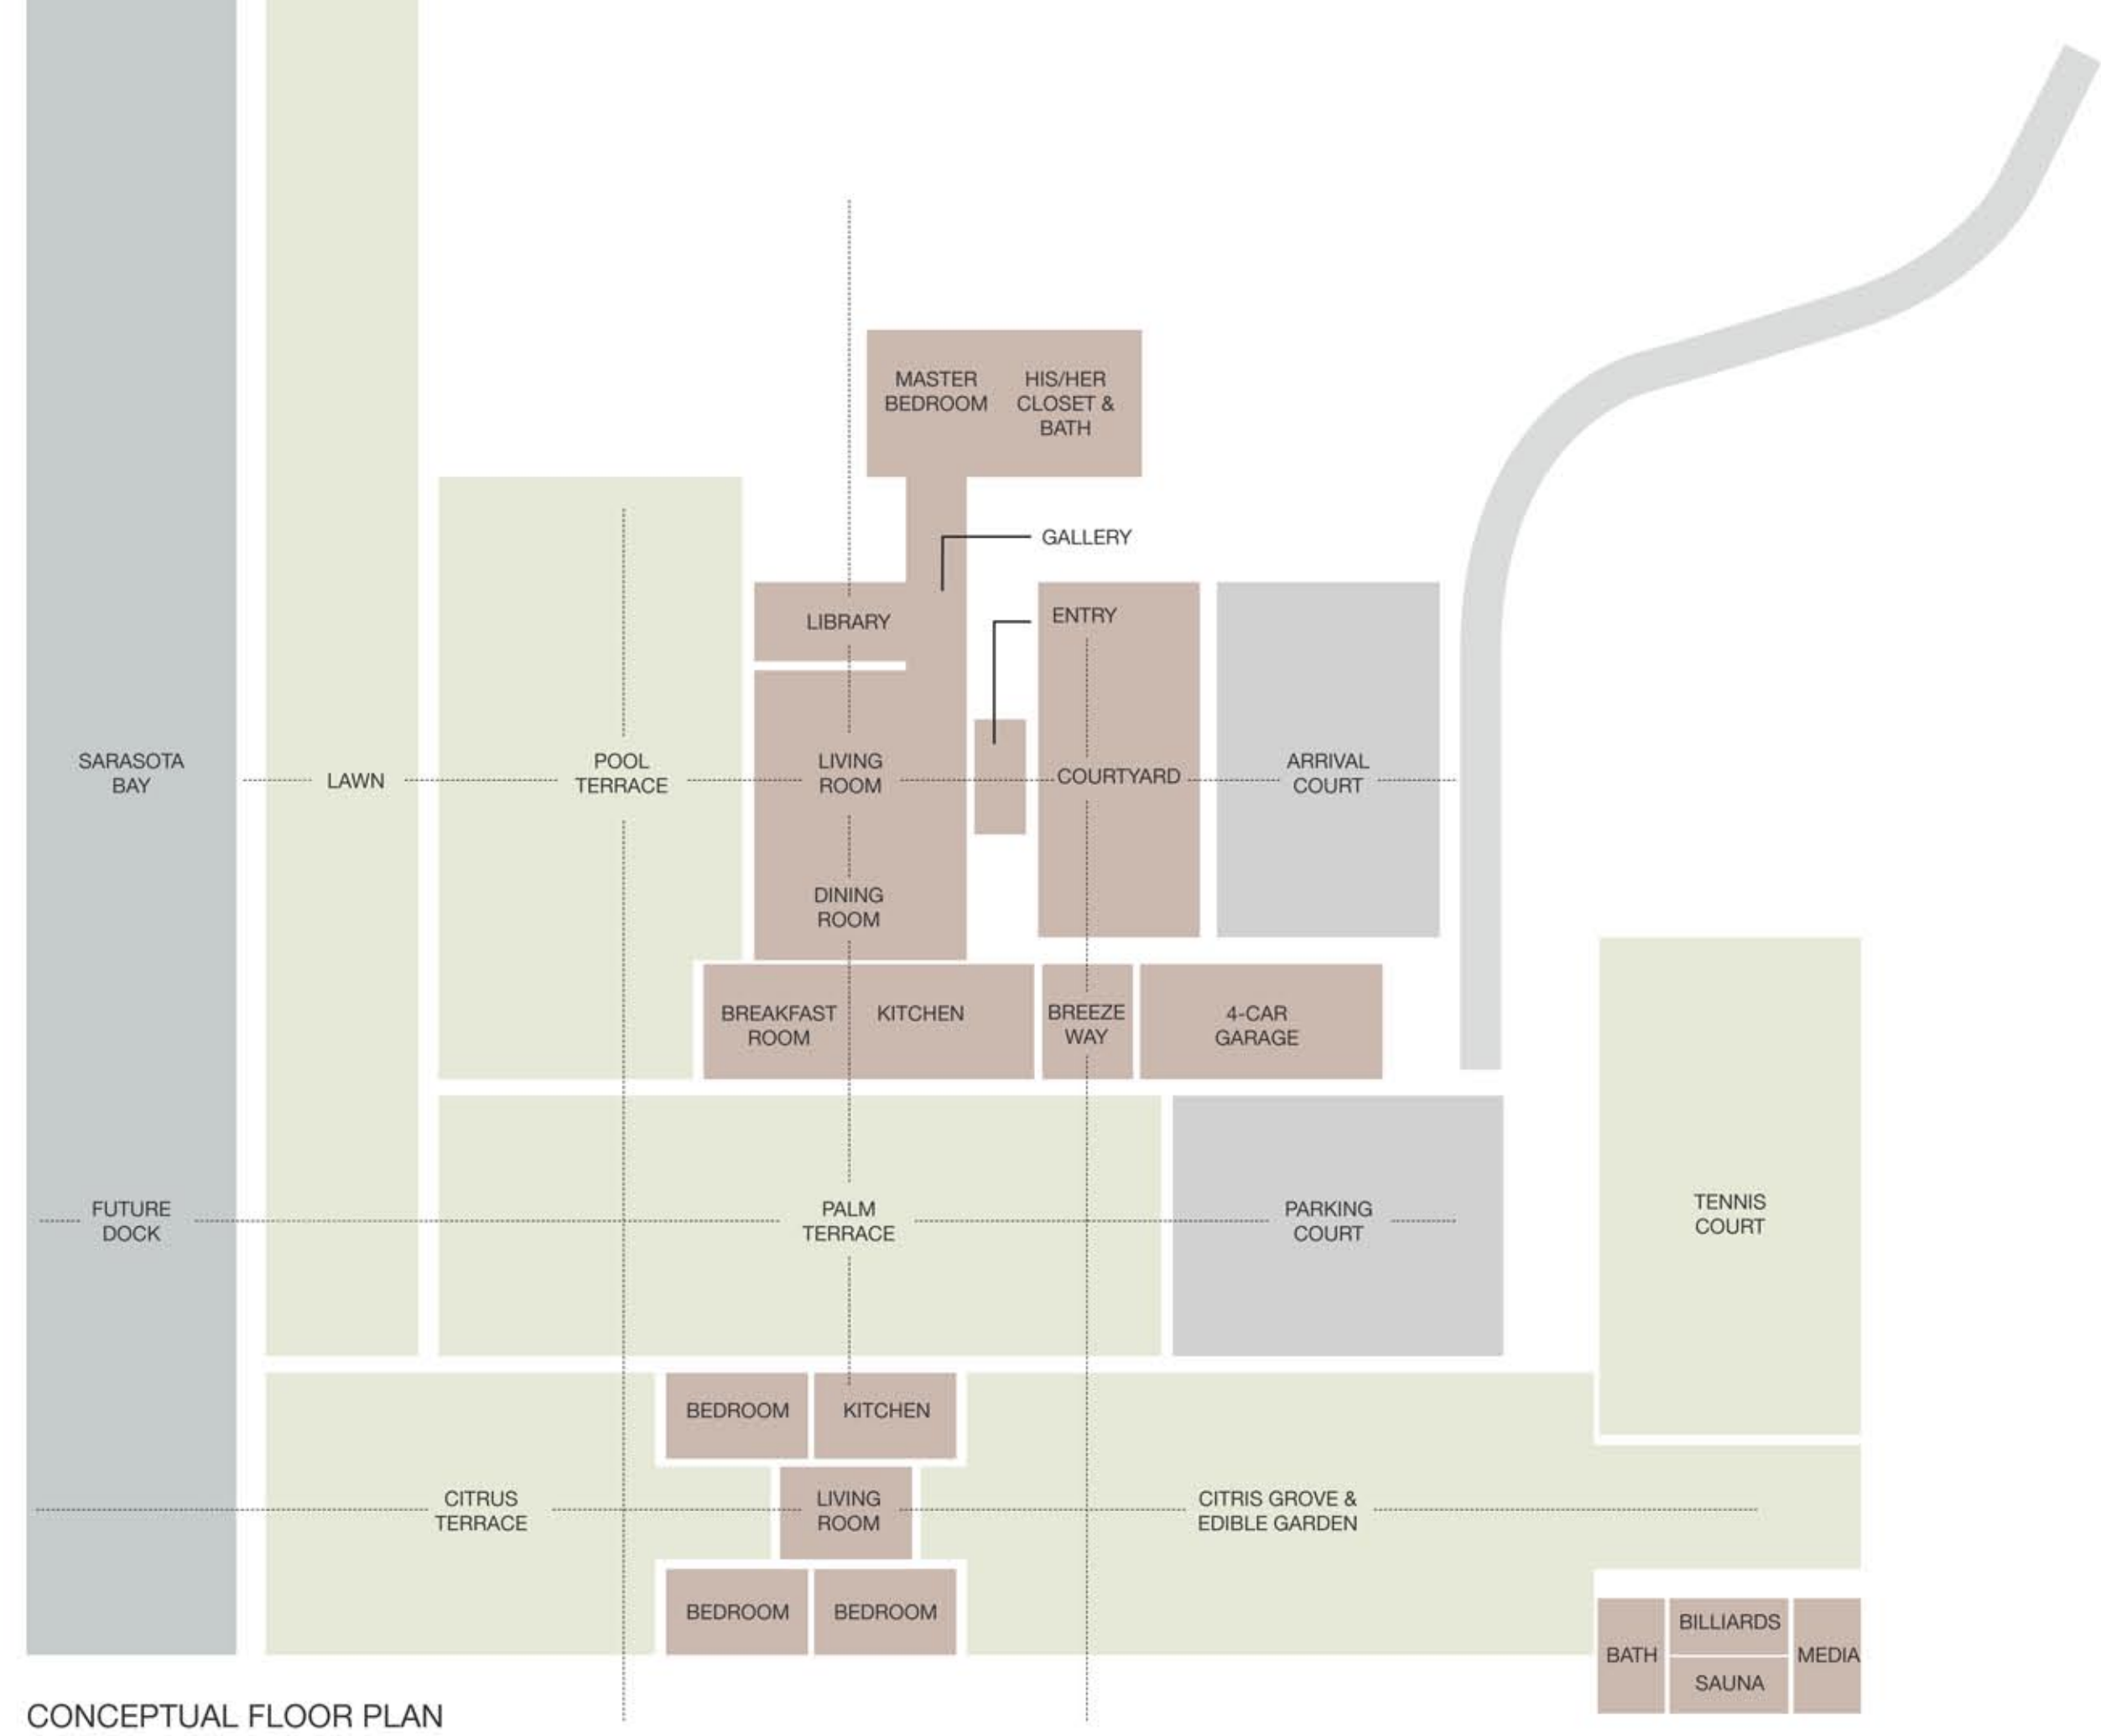 MASTER
BEDROOM
HIS/HER
CLOSET &
BATH
GALLERY
LIBRARY
ENTRY
SARASOTA
BAY
LAWN
POOL
TERRACE
LIVING
ROOM
COURTYARD
ARRIVAL
COURT
DINING
ROOM
BREAKFAST
ROOM
KITCHEN
BREEZE
WAY
4-CAR
GARAGE
FUTURE
DOCK
PALM
TERRACE
PARKING
COURT
TENNIS
COURT
BEDROOM
KITCHEN
CITRUS
TERRACE
LIVING
ROOM
CITRIS GROVE &
EDIBLE GARDEN
BEDROOM
BEDROOM
BATH
BILLIARDS
SAUNA
MEDIA
CONCEPTUAL FLOOR PLAN